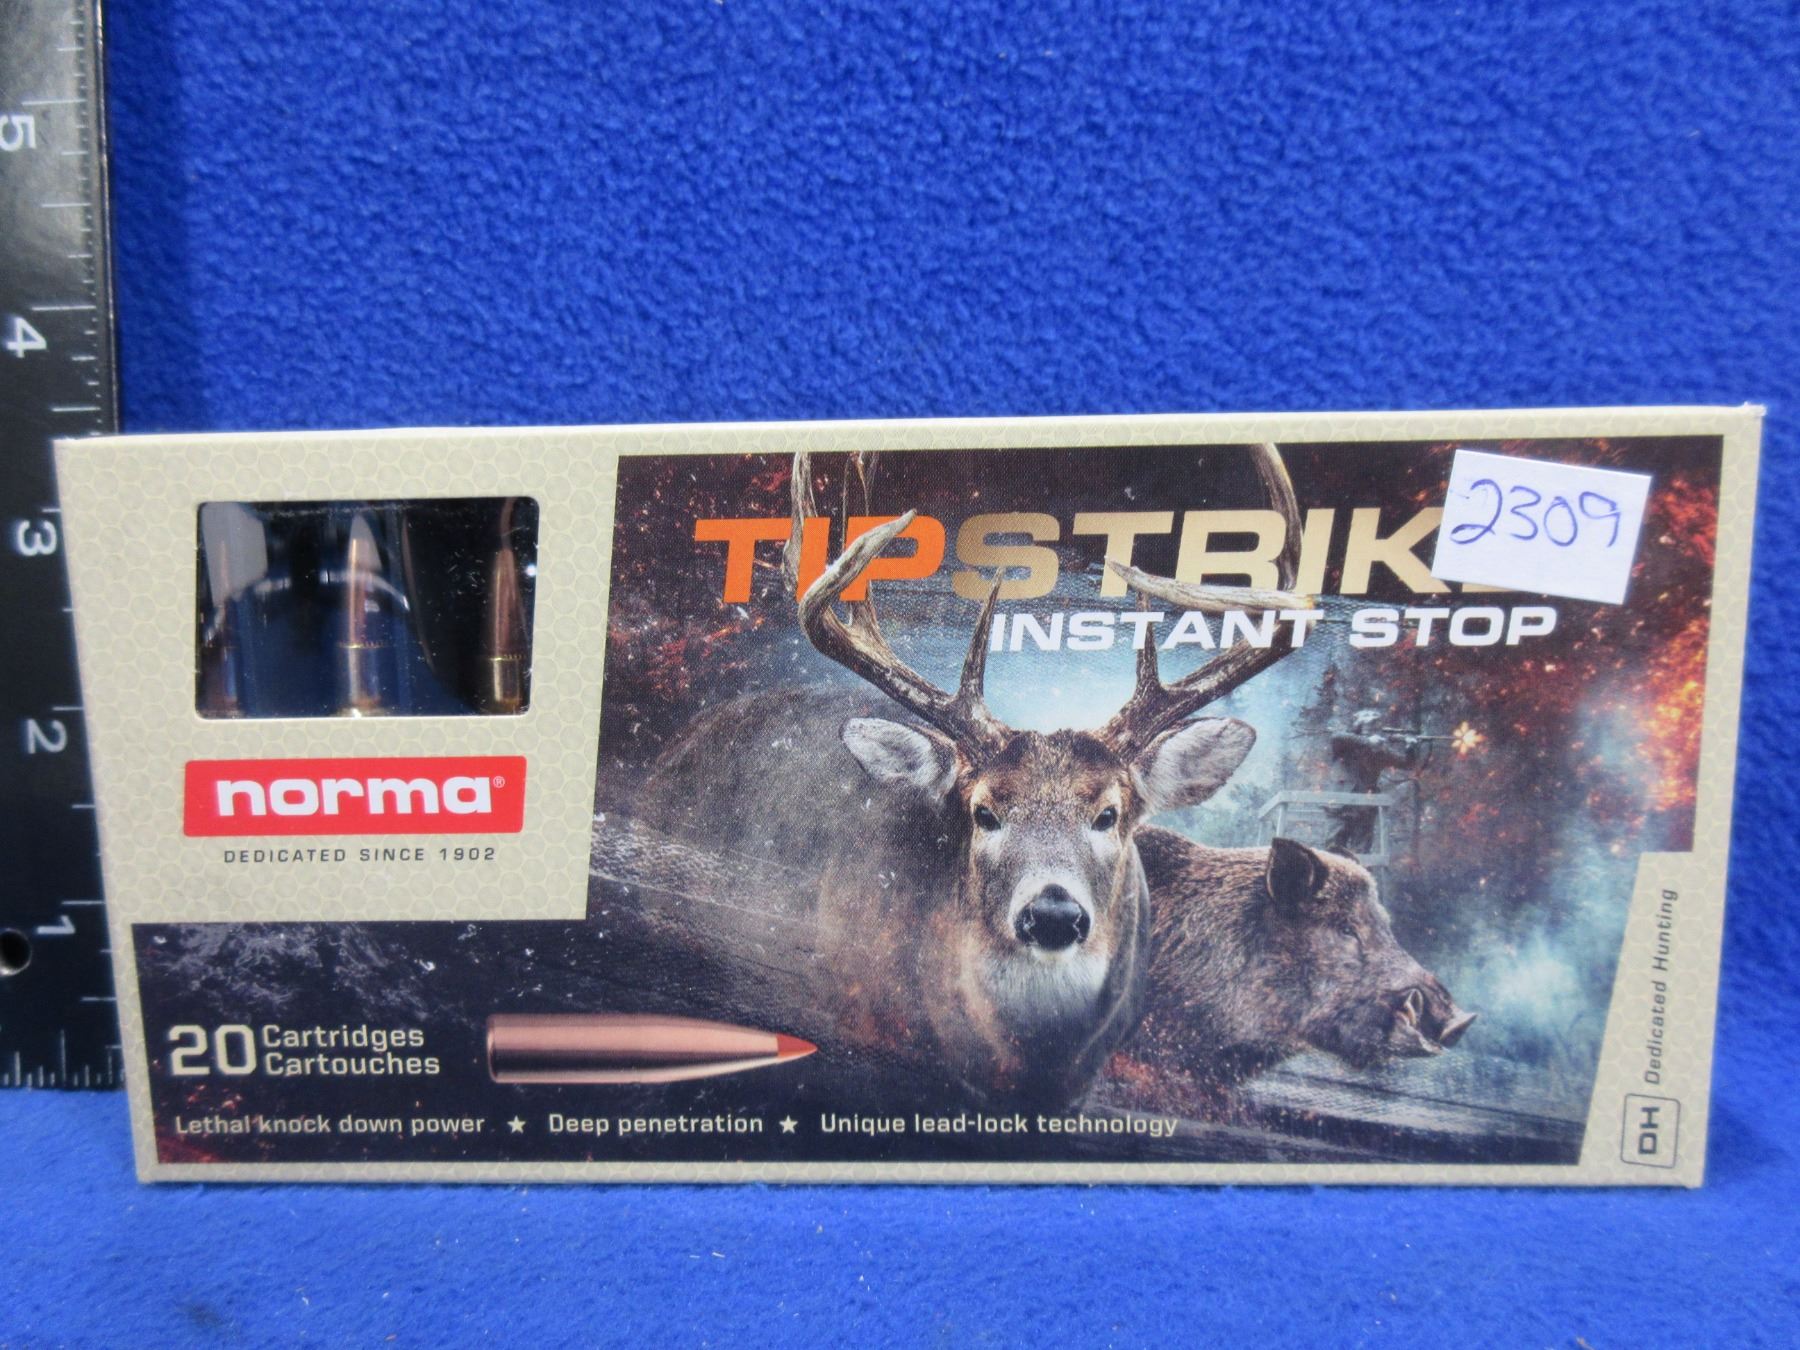 5
4
3
2
1
2309
TIPSTRIK
INSTANT STOP
norma®
DEDICATED SINCE 1902
20 Cartridges
Cartouches
Lethal knock down power ★ Deep penetration ★ Unique lead-lock technology
DH Dedicated Hunting